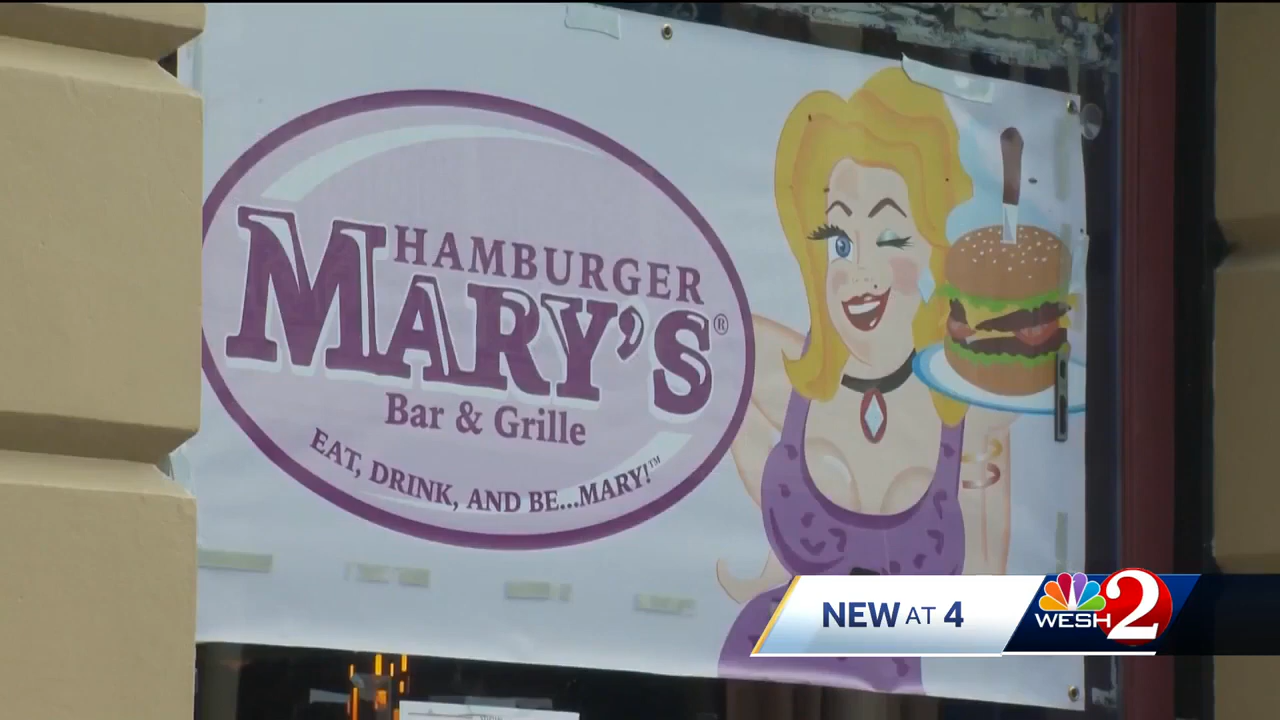 HAMBURGER
MARY'S®
Bar & Grille
EAT, DRINK, AND BE...MARY!™
NEW AT 4
WESH 2